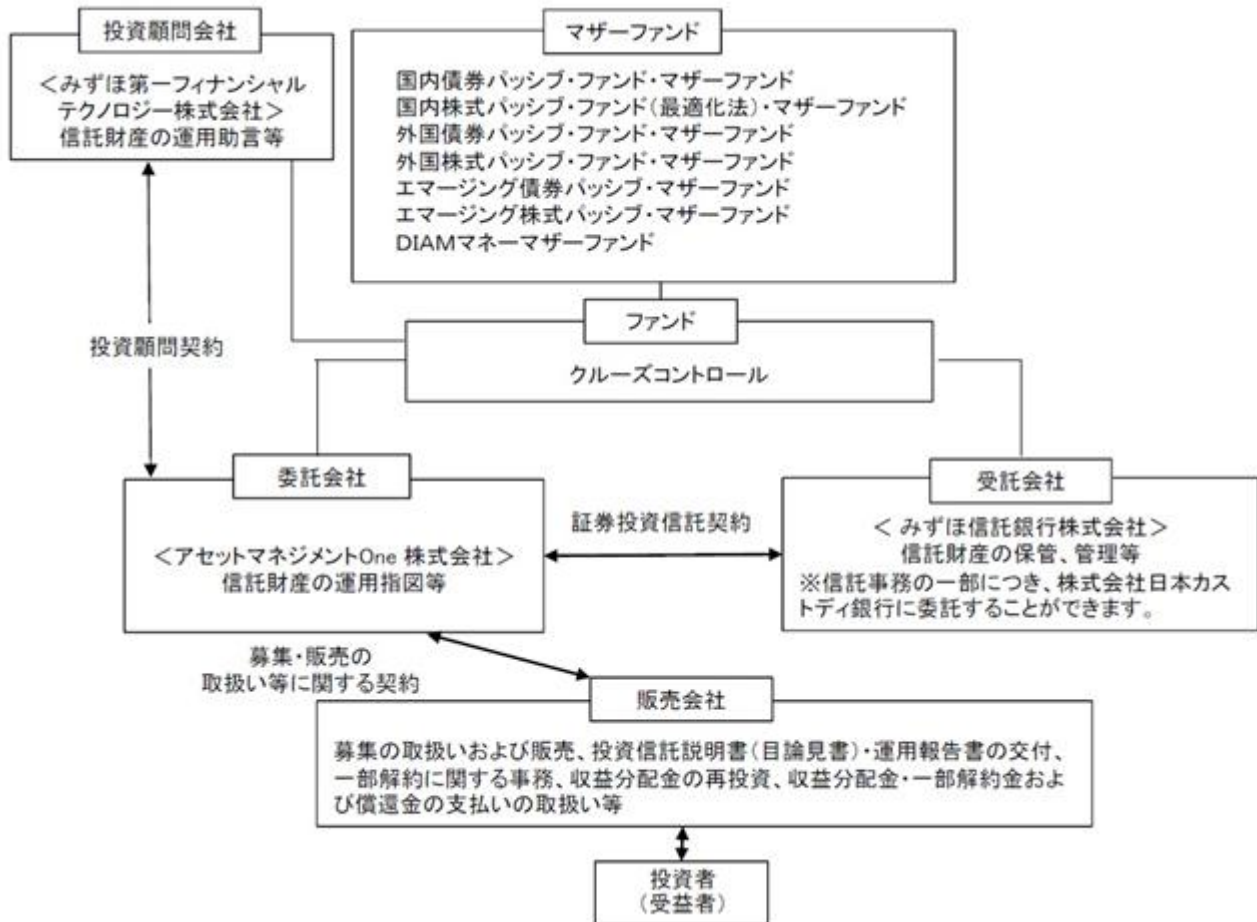 投資顧問会社
＜みずほ第一フィナンシャル
テクノロジー株式会社＞
信託財産の運用助言等
マザーファンド
国内債券パッシブ・ファンド・マザーファンド
国内株式パッシブ・ファンド（最適化法）・マザーファンド
外国債券パッシブ・ファンド・マザーファンド
外国株式パッシブ・ファンド・マザーファンド
エマージング債券パッシブ・マザーファンド
エマージング株式パッシブ・マザーファンド
DIAMマネーマザーファンド
ファンド
クルーズコントロール
投資顧問契約
委託会社
＜アセットマネジメントOne 株式会社＞
信託財産の運用指図等
証券投資信託契約
受託会社
＜ みずほ信託銀行株式会社＞
信託財産の保管、管理等
※信託事務の一部につき、株式会社日本カス
トディ銀行に委託することができます。
募集・販売の
取扱い等に関する契約
販売会社
募集の取扱いおよび販売、投資信託説明書（目論見書）・運用報告書の交付、
一部解約に関する事務、収益分配金の再投資、収益分配金・一部解約金およ
び償還金の支払いの取扱い等
投資者
（受益者）